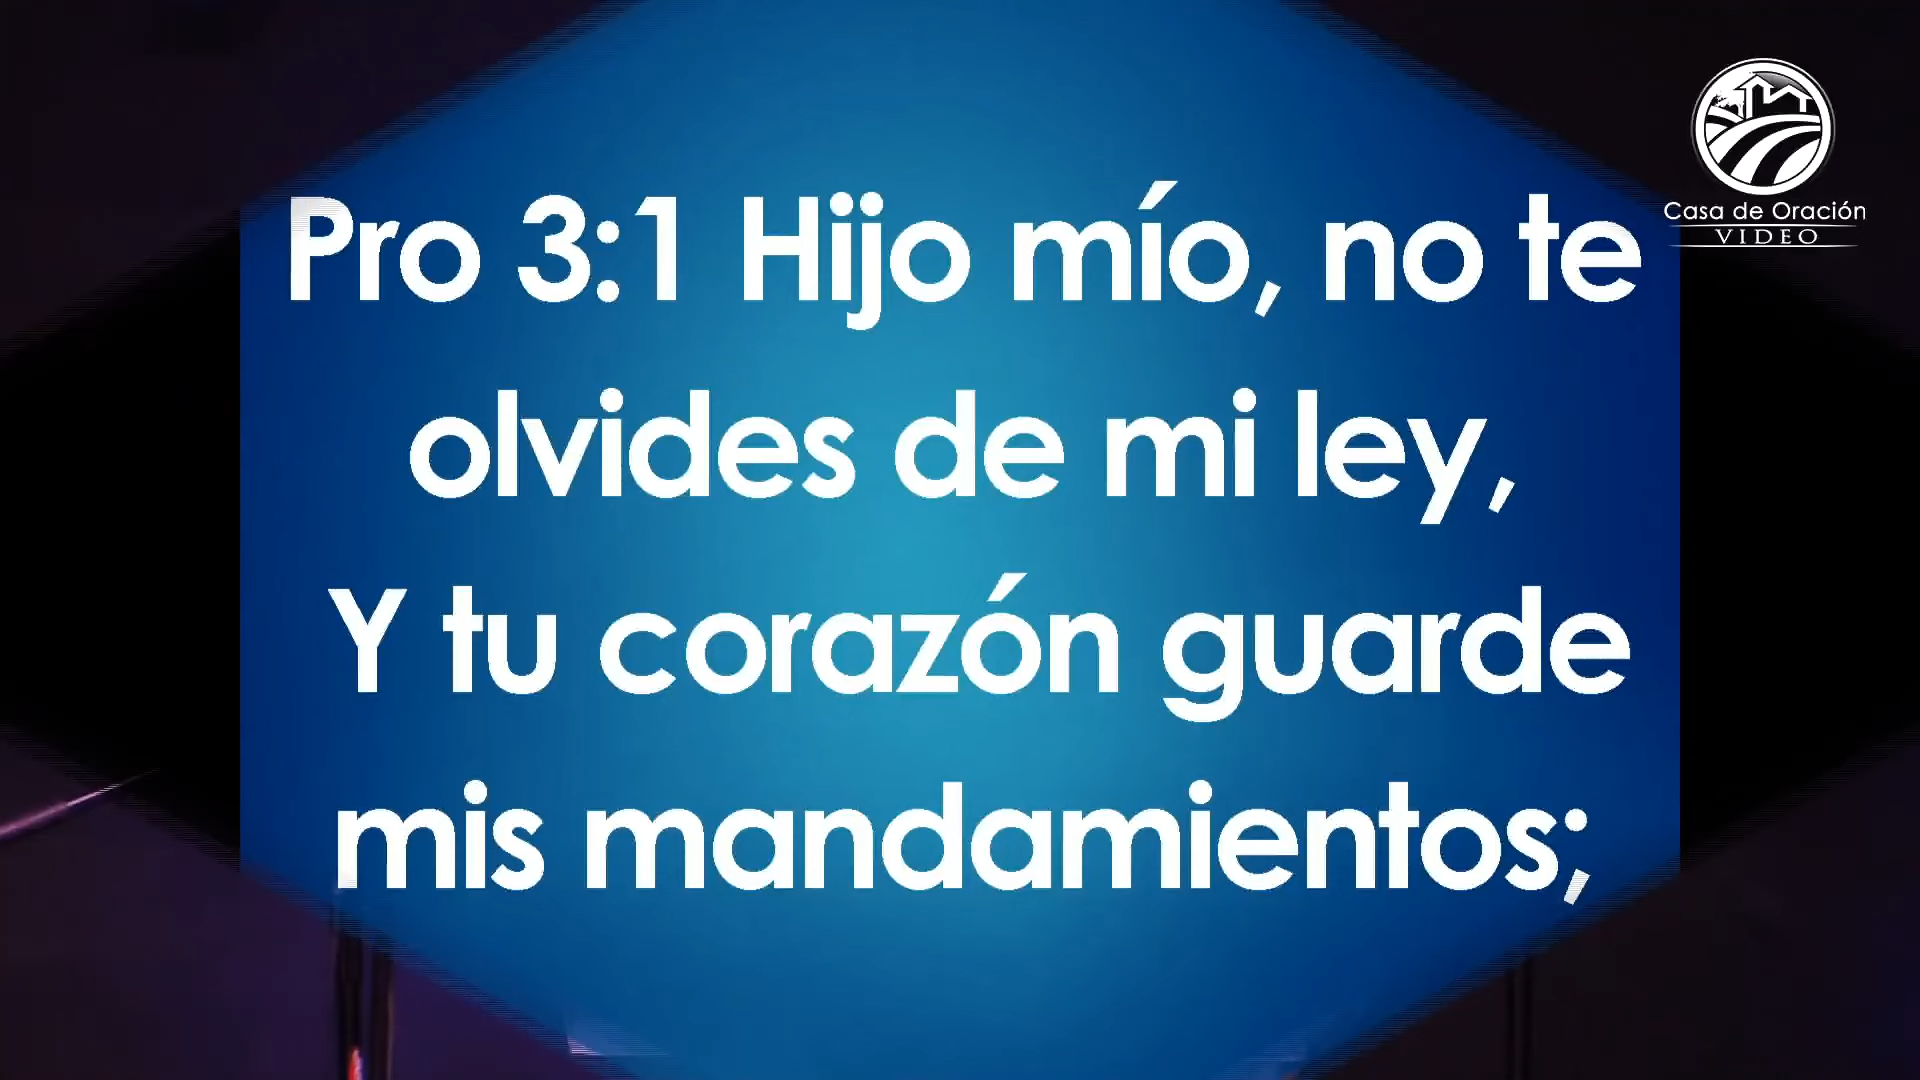 Pro 3:1 Hijo mío, no te
olvides de mi ley,
Y tu corazón guarde
mis mandamientos;
Casa de Oración
VIDEO